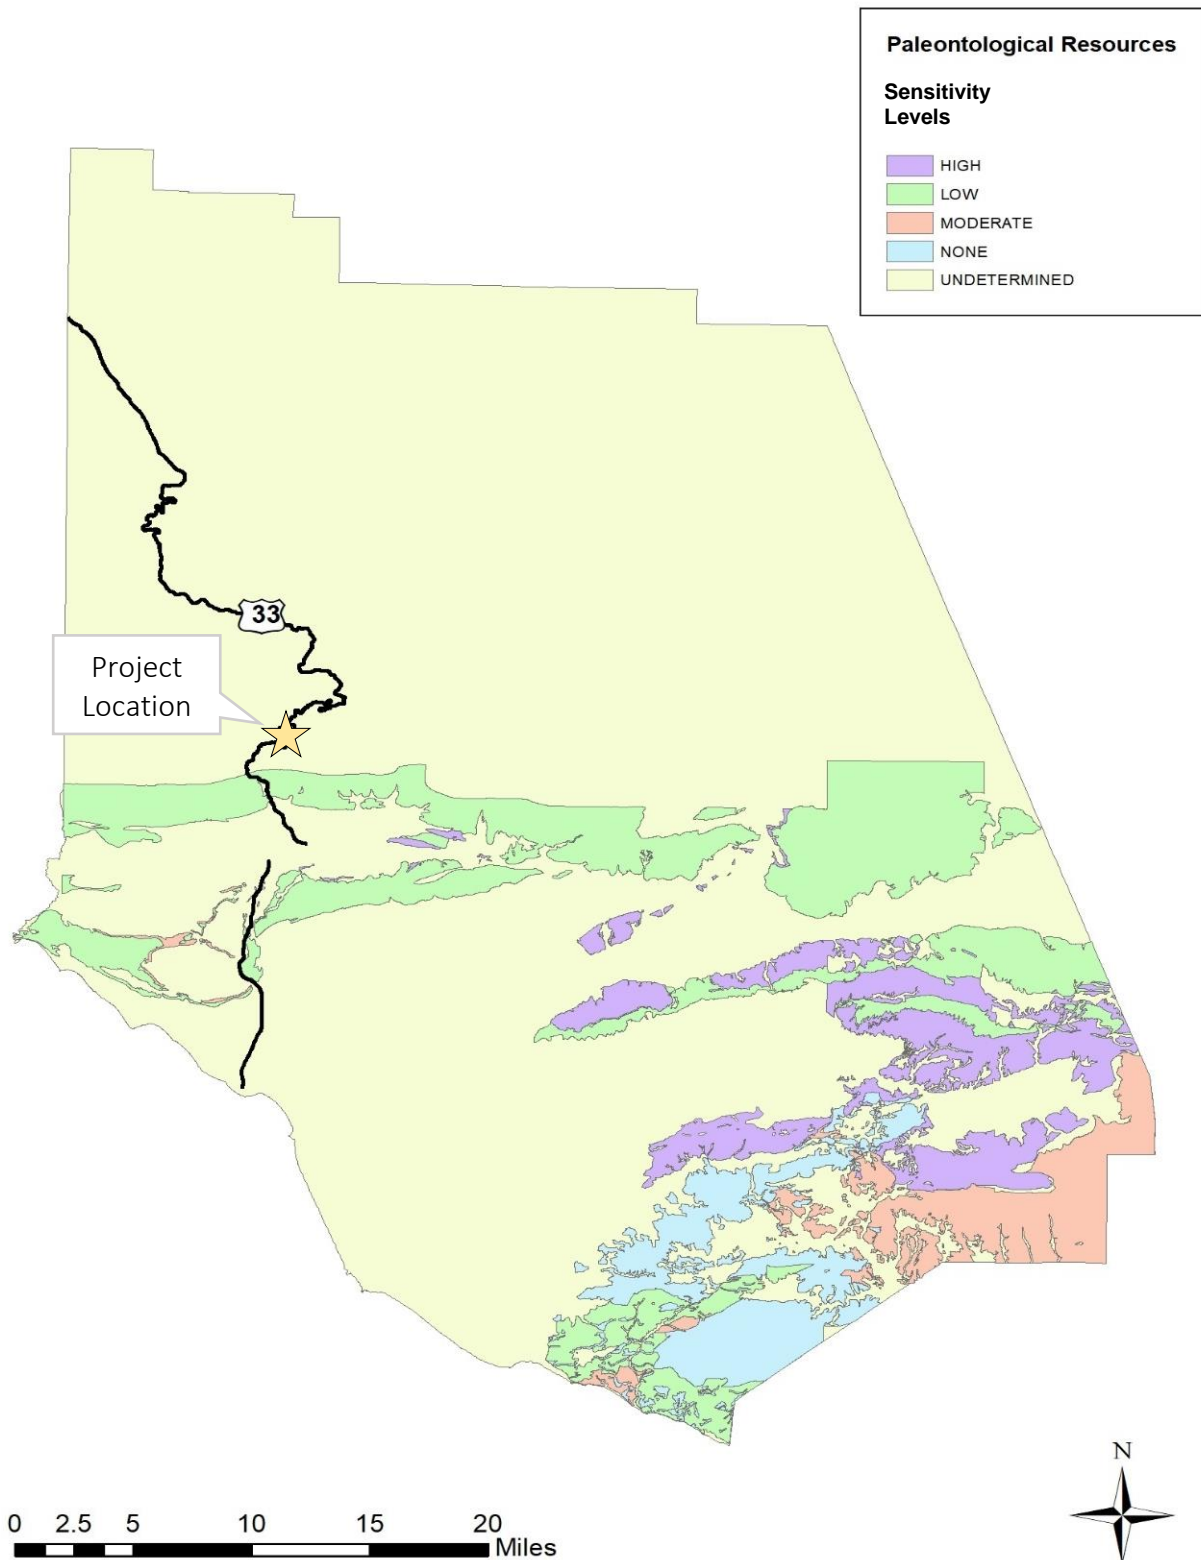 Paleontological Resources
Sensitivity
Levels
HIGH
LOW
MODERATE
NONE
UNDETERMINED
33
Project
Location
N
0 2.5 5 10 15 20
Miles